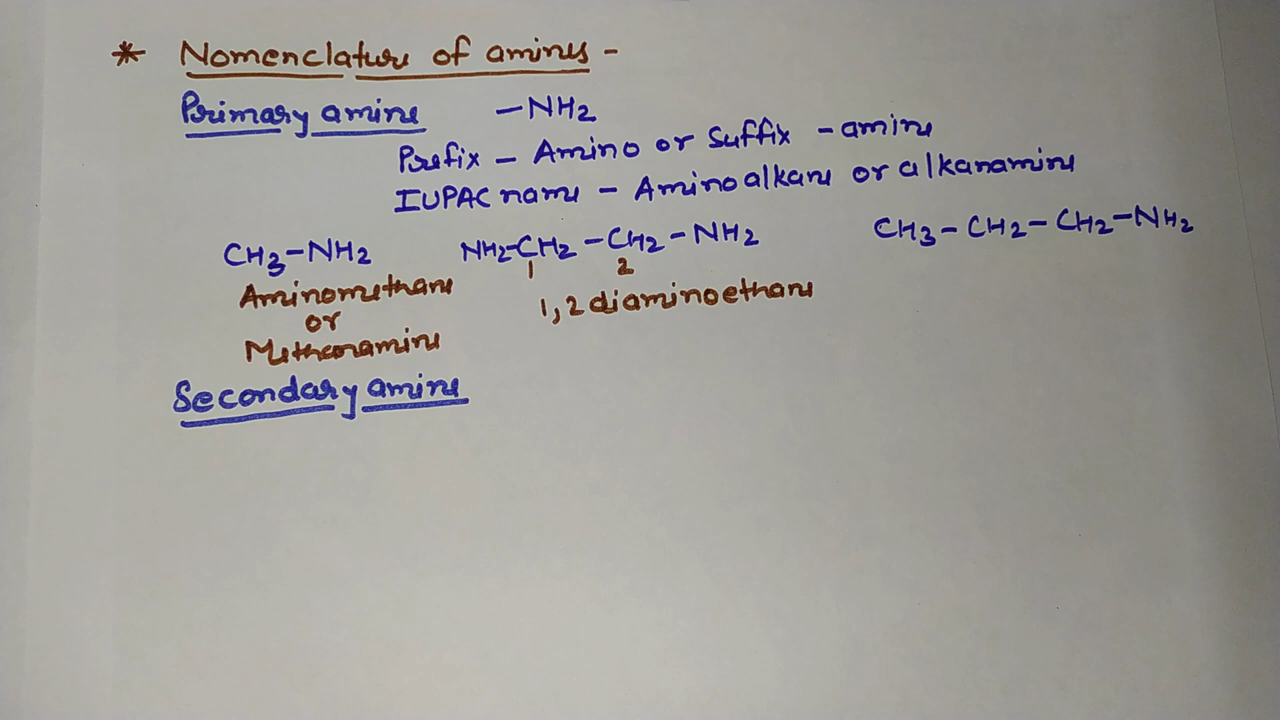 * Nomenclature of amines -
Primary amine -NH2
Prefix - Amino or Suffix - amine
IUPAC name - Aminoalkane or alkanamine
CH3-NH2 NH2-CH2-CH2-NH2 CH3-CH2-CH2-NH2
1 2
Aminomethane 1,2 diaminoethane
or
Methanamine
Secondary amine